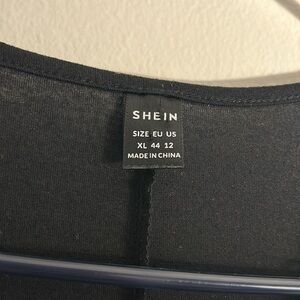 SHEIN
SIZE EU US
XL 44 12
MADE IN CHINA